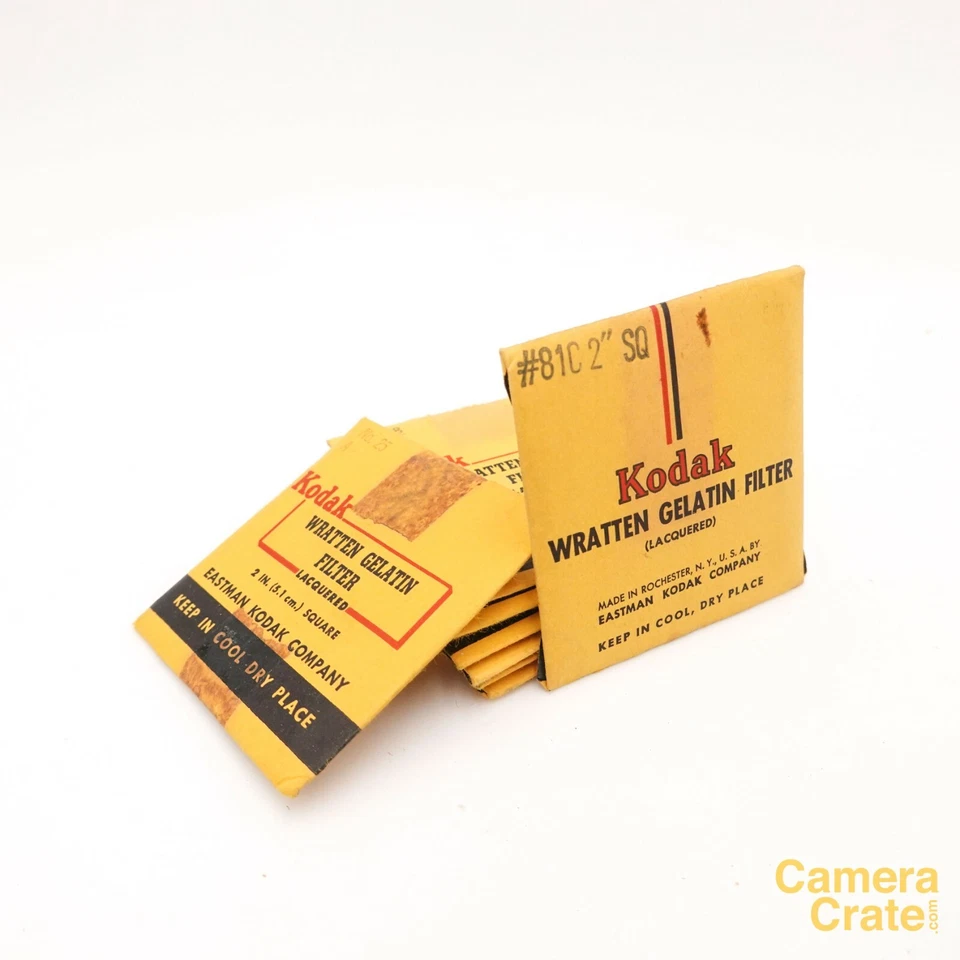 #81C 2" SQ
Kodak
WRATTEN GELATIN FILTER
(LACQUERED)
MADE IN ROCHESTER, N. Y., U. S. A. BY
EASTMAN KODAK COMPANY
KEEP IN COOL, DRY PLACE
Kodak
WRATTEN GELATIN
FILTER
LACQUERED
2 IN. (5.1 cm.) SQUARE
EASTMAN KODAK COMPANY
KEEP IN COOL DRY PLACE
Camera
Crate.com